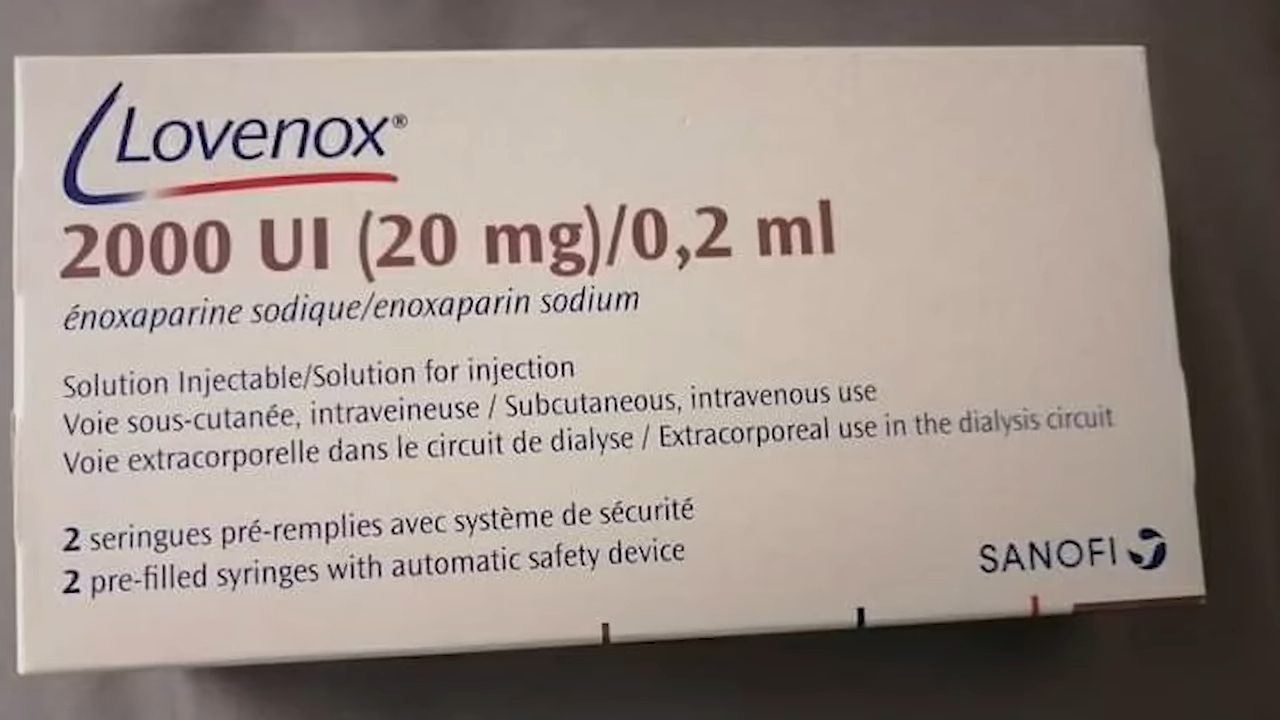 Lovenox®
2000 UI (20 mg)/0,2 ml
énoxaparine sodique/enoxaparin sodium
Solution Injectable/Solution for injection
Voie sous-cutanée, intraveineuse / Subcutaneous, intravenous use
Voie extracorporelle dans le circuit de dialyse / Extracorporeal use in the dialysis circuit
2 seringues pré-remplies avec système de sécurité
2 pre-filled syringes with automatic safety device
SANOFI